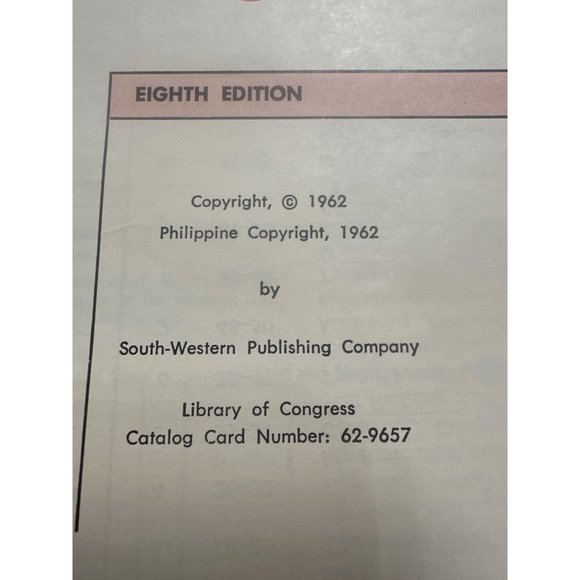 EIGHTH EDITION
Copyright, © 1962
Philippine Copyright, 1962
by
South-Western Publishing Company
Library of Congress
Catalog Card Number: 62-9657